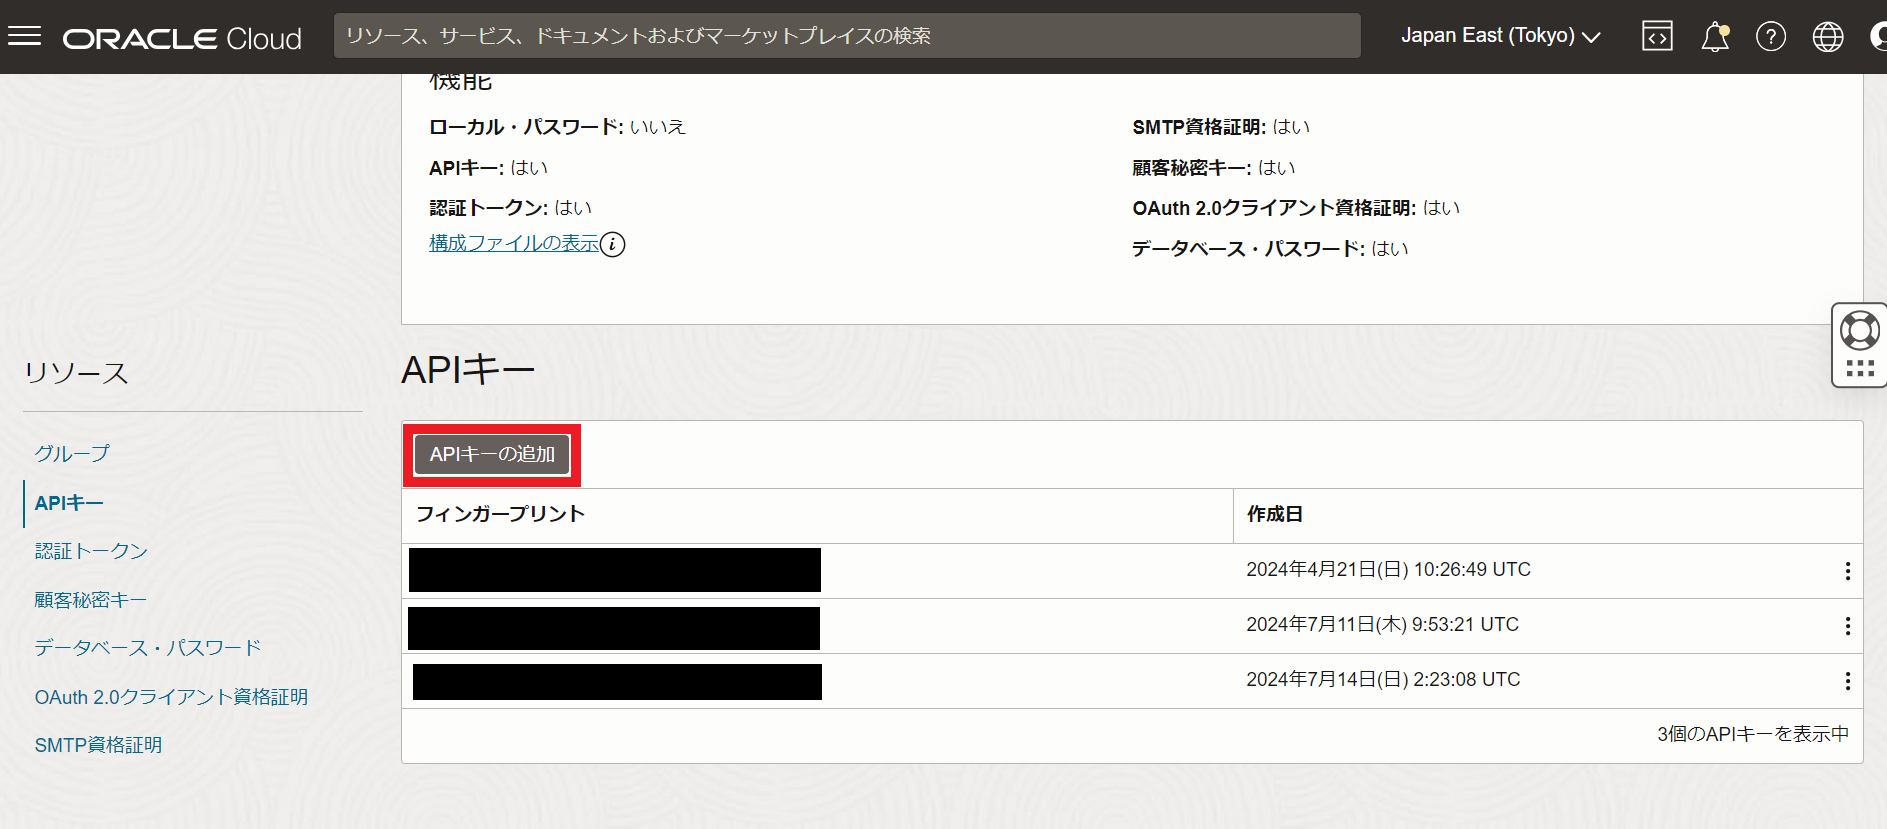 ORACLE Cloud
リソース、サービス、ドキュメントおよびマーケットプレイスの検索
Japan East (Tokyo)
機能
ローカル・パスワード: いいえ
APIキー: はい
認証トークン: はい
構成ファイルの表示
SMTP資格証明: はい
顧客秘密キー: はい
OAuth 2.0クライアント資格証明: はい
データベース・パスワード: はい
リソース
グループ
APIキー
認証トークン
顧客秘密キー
データベース・パスワード
OAuth 2.0クライアント資格証明
SMTP資格証明
APIキー
APIキーの追加
フィンガープリント 作成日
2024年4月21日(日) 10:26:49 UTC
2024年7月11日(木) 9:53:21 UTC
2024年7月14日(日) 2:23:08 UTC
3個のAPIキーを表示中